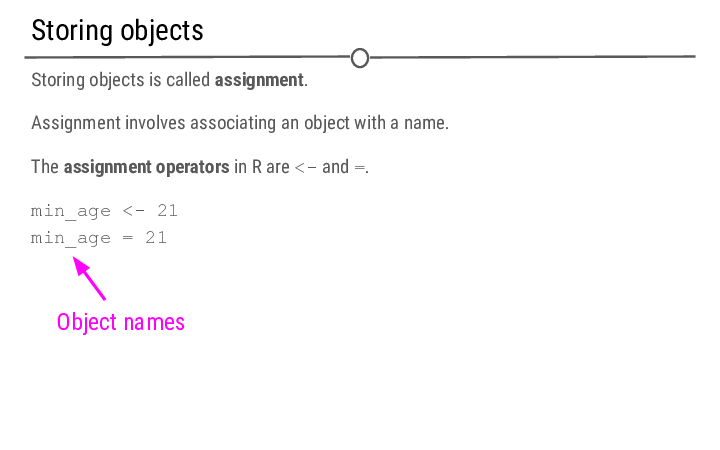 Storing objects
Storing objects is called assignment.
Assignment involves associating an object with a name.
The assignment operators in R are <- and =.
min_age <- 21
min_age = 21
Object names